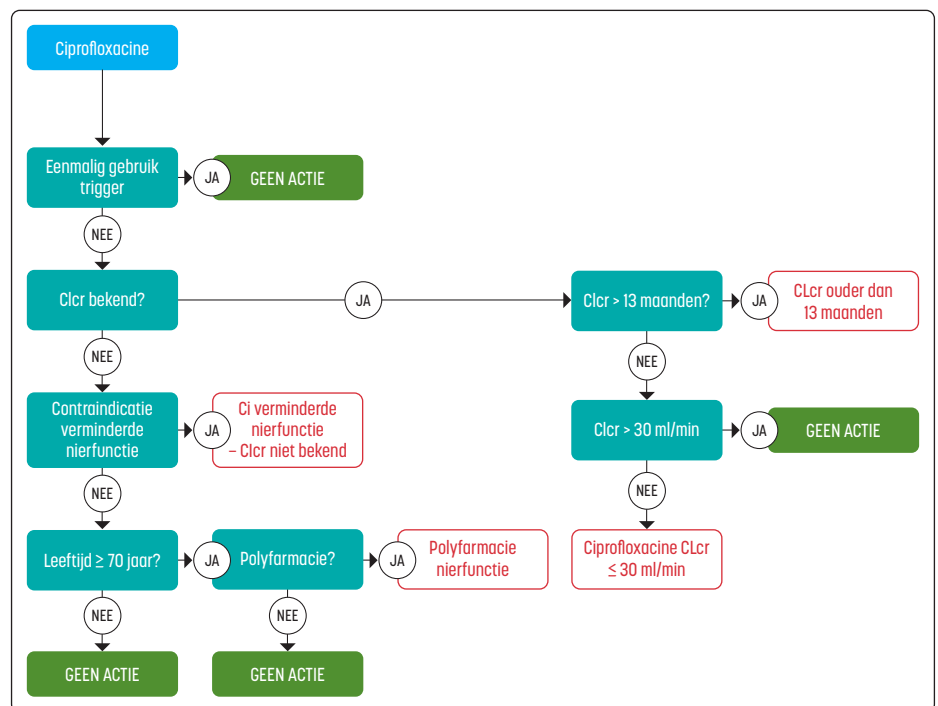 Ciprofloxacine
Eenmalig gebruik
trigger
JA
GEEN ACTIE
NEE
Clcr bekend?
JA
Clcr > 13 maanden?
JA
CLcr ouder dan
13 maanden
NEE
NEE
Contraindicatie
verminderde
nierfunctie
JA
Ci verminderde
nierfunctie
– Clcr niet bekend
Clcr > 30 ml/min
JA
GEEN ACTIE
NEE
NEE
Leeftijd ≥ 70 jaar?
JA
Polyfarmacie?
JA
Polyfarmacie
nierfunctie
Ciprofloxacine CLcr
≤ 30 ml/min
NEE
NEE
GEEN ACTIE
GEEN ACTIE